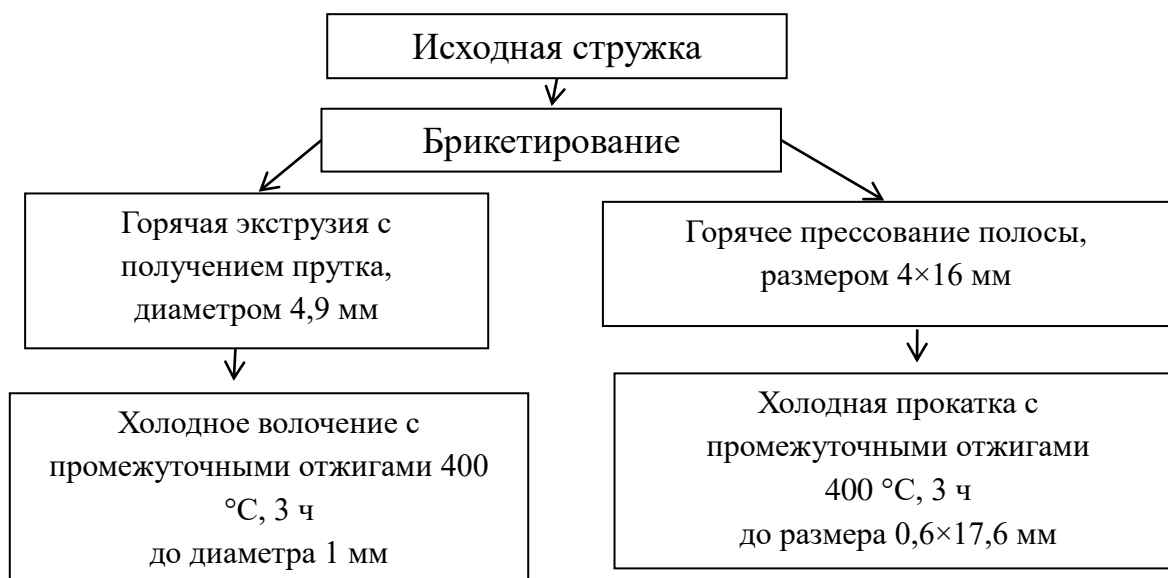 Исходная стружка
Брикетирование
Горячая экструзия с
получением прутка,
диаметром 4,9 мм
Горячее прессование полосы,
размером 4×16 мм
Холодное волочение с
промежуточными отжигами 400
°С, 3 ч
до диаметра 1 мм
Холодная прокатка с
промежуточными отжигами
400 °С, 3 ч
до размера 0,6×17,6 мм